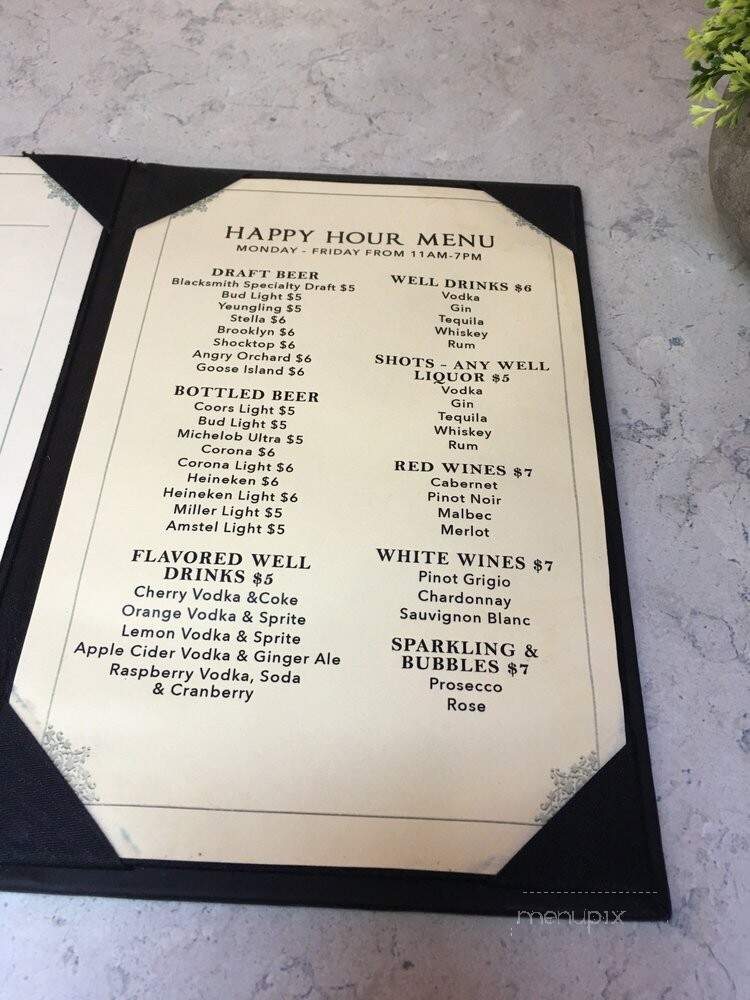 HAPPY HOUR MENU
MONDAY - FRIDAY FROM 11AM-7PM
DRAFT BEER
Blacksmith Specialty Draft $5
Bud Light $5
Yeungling $5
Stella $6
Brooklyn $6
Shocktop $6
Angry Orchard $6
Goose Island $6
BOTTLED BEER
Coors Light $5
Bud Light $5
Michelob Ultra $5
Corona $6
Corona Light $6
Heineken $6
Heineken Light $6
Miller Light $5
Amstel Light $5
FLAVORED WELL
DRINKS $5
Cherry Vodka &Coke
Orange Vodka & Sprite
Lemon Vodka & Sprite
Apple Cider Vodka & Ginger Ale
Raspberry Vodka, Soda
& Cranberry
WELL DRINKS $6
Vodka
Gin
Tequila
Whiskey
Rum
SHOTS - ANY WELL
LIQUOR $5
Vodka
Gin
Tequila
Whiskey
Rum
RED WINES $7
Cabernet
Pinot Noir
Malbec
Merlot
WHITE WINES $7
Pinot Grigio
Chardonnay
Sauvignon Blanc
SPARKLING &
BUBBLES $7
Prosecco
Rose
menupix